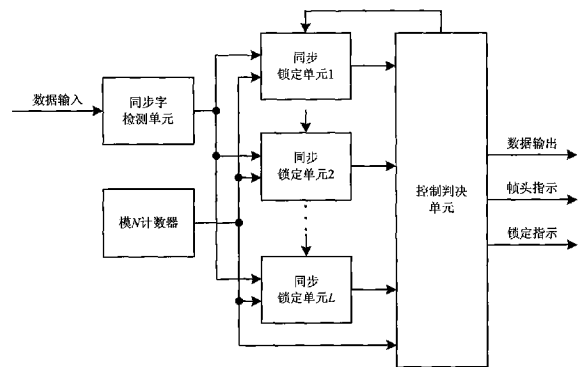 数据输入
同步字
检测单元
模N计数器
同步
锁定单元1
同步
锁定单元2
同步
锁定单元L
控制判决
单元
数据输出
帧头指示
锁定指示